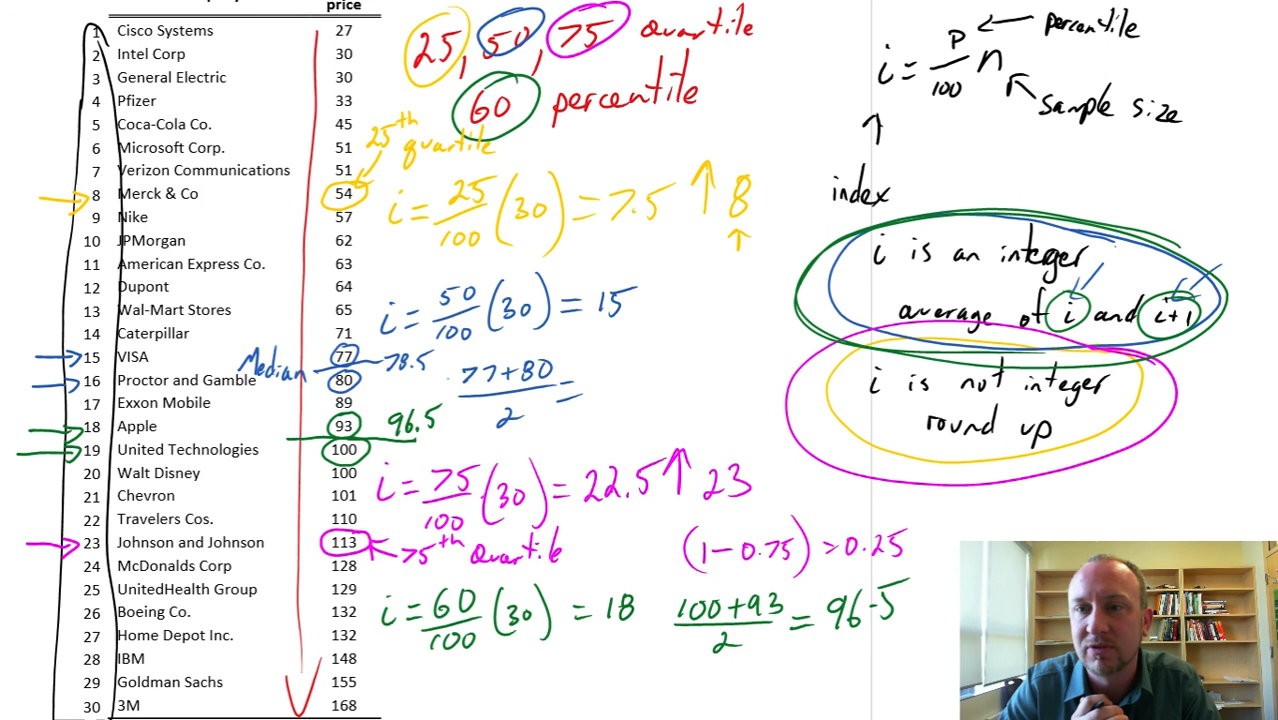 price
1 Cisco Systems 27
2 Intel Corp 30
3 General Electric 30
4 Pfizer 33
5 Coca-Cola Co. 45
6 Microsoft Corp. 51
7 Verizon Communications 51
8 Merck & Co 54
9 Nike 57
10 JPMorgan 62
11 American Express Co. 63
12 Dupont 64
13 Wal-Mart Stores 65
14 Caterpillar 71
15 VISA 77
16 Proctor and Gamble 80
17 Exxon Mobile 89
18 Apple 93
19 United Technologies 100
20 Walt Disney 100
21 Chevron 101
22 Travelers Cos. 110
23 Johnson and Johnson 113
24 McDonalds Corp 128
25 UnitedHealth Group 129
26 Boeing Co. 132
27 Home Depot Inc. 132
28 IBM 148
29 Goldman Sachs 155
30 3M 168
25, 50, 75 quartile
60 percentile
25th quartile
i = 25/100 (30) = 7.5 ↑ 8
i = 50/100 (30) = 15
Median 78.5
77+80/2 =
96.5
i = 75/100 (30) = 22.5 ↑ 23
75th quartile
(1-0.75) = 0.25
i = 60/100 (30) = 18
100+93/2 = 96.5
i = P/100 n
percentile
sample size
index
i is an integer
average of i and i+1
i is not integer
round up